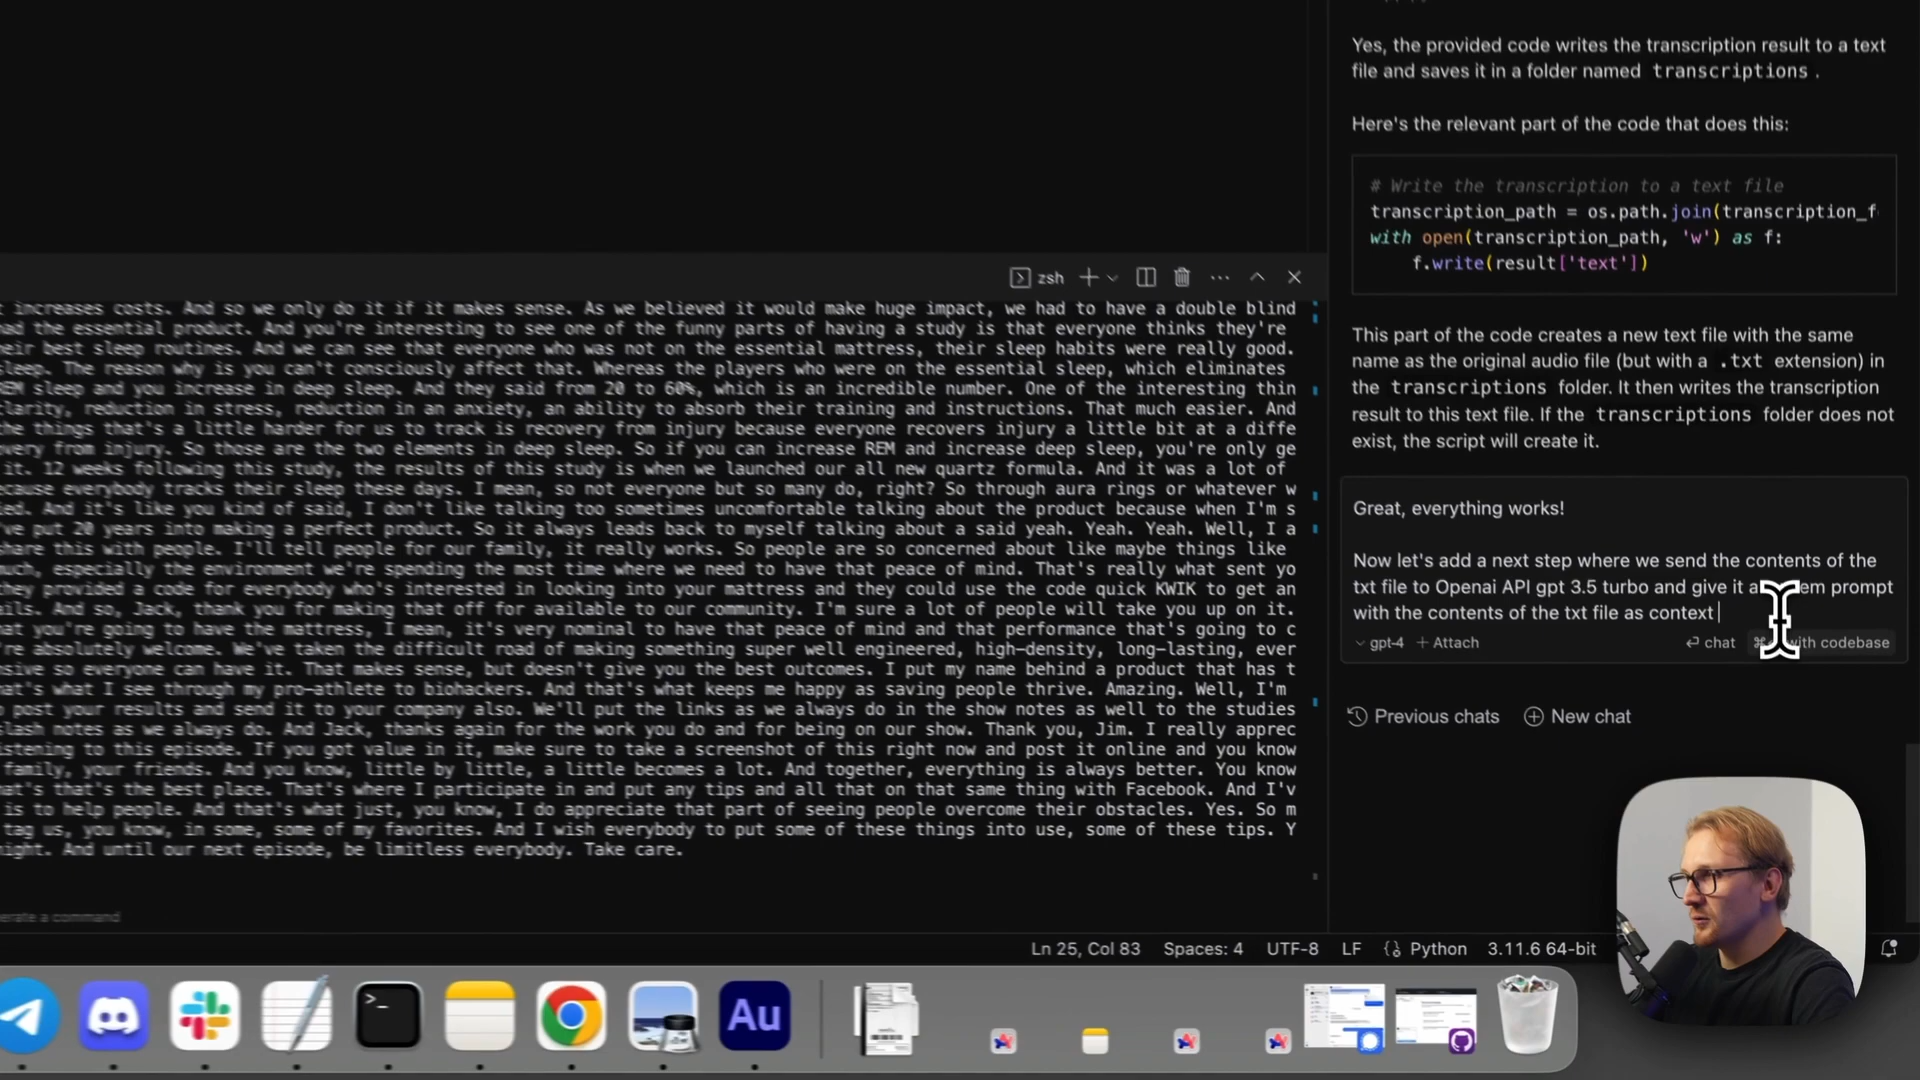 zsh
t increases costs. And so we only do it if it makes sense. As we believed it would make huge impact, we had to have a double blind
had the essential product. And you're interesting to see one of the funny parts of having a study is that everyone thinks they're
heir best sleep routines. And we can see that everyone who was not on the essential mattress, their sleep habits were really good.
sleep. The reason why is you can't consciously affect that. Whereas the players who were on the essential sleep, which eliminates
REM sleep and you increase in deep sleep. And they said from 20 to 60%, which is an incredible number. One of the interesting thin
clarity, reduction in stress, reduction in an anxiety, an ability to absorb their training and instructions. That much easier. And
the things that's a little harder for us to track is recovery from injury because everyone recovers injury a little bit at a diffe
overy from injury. So those are the two elements in deep sleep. So if you can increase REM and increase deep sleep, you're only ge
it. 12 weeks following this study, the results of this study is when we launched our all new quartz formula. And it was a lot of
ecause everybody tracks their sleep these days. I mean, so not everyone but so many do, right? So through aura rings or whatever w
ied. And it's like you kind of said, I don't like talking too sometimes uncomfortable talking about the product because when I'm s
've put 20 years into making a perfect product. So it always leads back to myself talking about a said yeah. Yeah. Yeah. Well, I a
share this with people. I'll tell people for our family, it really works. So people are so concerned about like maybe things like
much, especially the environment we're spending the most time where we need to have that peace of mind. That's really what sent yo
they provided a code for everybody who's interested in looking into your mattress and they could use the code quick KWIK to get an
ails. And so, Jack, thank you for making that off for available to our community. I'm sure a lot of people will take you up on it.
hat you're going to have the mattress, I mean, it's very nominal to have that peace of mind and that performance that's going to c
're absolutely welcome. We've taken the difficult road of making something super well engineered, high-density, long-lasting, ever
ensive so everyone can have it. That makes sense, but doesn't give you the best outcomes. I put my name behind a product that has t
hat's what I see through my pro-athlete to biohackers. And that's what keeps me happy as saving people thrive. Amazing. Well, I'm
o post your results and send it to your company also. We'll put the links as we always do in the show notes as well to the studies
slash notes as we always do. And Jack, thanks again for the work you do and for being on our show. Thank you, Jim. I really apprec
istening to this episode. If you got value in it, make sure to take a screenshot of this right now and post it online and you know
family, your friends. And you know, little by little, a little becomes a lot. And together, everything is always better. You know
hat's that's the best place. That's where I participate in and put any tips and all that on that same thing with Facebook. And I'v
is to help people. And that's what just, you know, I do appreciate that part of seeing people overcome their obstacles. Yes. So m
tag us, you know, in some, some of my favorites. And I wish everybody to put some of these things into use, some of these tips. Y
night. And until our next episode, be limitless everybody. Take care.
erate a command
Yes, the provided code writes the transcription result to a text
file and saves it in a folder named transcriptions .
Here's the relevant part of the code that does this:
# Write the transcription to a text file
transcription_path = os.path.join(transcription_f
with open(transcription_path, 'w') as f:
f.write(result['text'])
This part of the code creates a new text file with the same
name as the original audio file (but with a .txt extension) in
the transcriptions folder. It then writes the transcription
result to this text file. If the transcriptions folder does not
exist, the script will create it.
Great, everything works!
Now let's add a next step where we send the contents of the
txt file to Openai API gpt 3.5 turbo and give it a em prompt
with the contents of the txt file as context
gpt-4 + Attach chat with codebase
Previous chats New chat
Ln 25, Col 83 Spaces: 4 UTF-8 LF Python 3.11.6 64-bit
Au